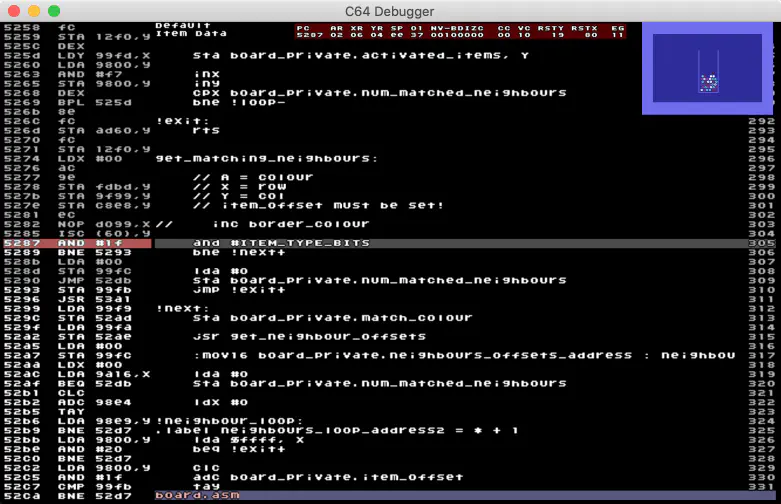 C64 Debugger
5258 fc Default
5259 STA 12f0,Y Item Data PC AR XR YR SP 01 NV-BDIZC CC VC RSTY RSTX EG
5287 02 06 04 ee 37 00100000 00 10 19 80 11
525C DEX
525d LDY 99fd,X sta board_private.activated_items, Y
5260 LDA 9800,Y
5263 AND #f7 inx
5265 STA 9800,Y iny
5268 DEX cpx board_private.num_matched_neighbours
5269 BPL 525d bne !loop-
526b 8e
526c fc !exit: 292
526d STA ad60,Y rts 293
5270 fc 294
5271 STA 12f0,Y 295
5274 LDX #00 get_matching_neighbours: 296
5276 ac 297
5277 9e // A = colour 298
5278 STA fdbd,Y // X = row 299
527b STA 9f99,Y // Y = col 300
527e STA c8e8,Y // item_offset must be set! 301
5281 ec 302
5282 NOP d099,X // inc border_colour 303
5285 ISC (60),Y 304
5287 AND #1f and #ITEM_TYPE_BITS 305
5289 BNE 5293 bne !next+ 306
528b LDA #00 307
528d STA 99fc lda #0 308
5290 JMP 52db sta board_private.num_matched_neighbours 309
5293 STA 99fb jmp !exit+ 310
5296 JSR 53a1 311
5299 LDA 99f9 !next: 312
529c STA 52ad sta board_private.match_colour 313
529f LDA 99fa 314
52a2 STA 52ae jsr get_neighbour_offsets 315
52a5 LDA #00 316
52a7 STA 99fc :mov16 board_private.neighbours_offsets_address : neighbou 317
52aa LDX #00 318
52ac LDA 9a16,X lda #0 319
52af BEQ 52db sta board_private.num_matched_neighbours 320
52b1 CLC 321
52b2 ADC 98e4 ldx #0 322
52b5 TAY 323
52b6 LDA 98e9,Y !neighbour_loop: 324
52b9 BNE 52d7 .label neighbours_loop_address2 = * + 1 325
52bb LDA 9800,Y lda $ffff, X 326
52be AND #20 beq !exit+ 327
52c0 BNE 52d7 328
52c2 LDA 9800,Y clc 329
52c5 AND #1f adc board_private.item_offset 330
52c7 CMP 99fb tay 331
52ca BNE 52d7 board.asm